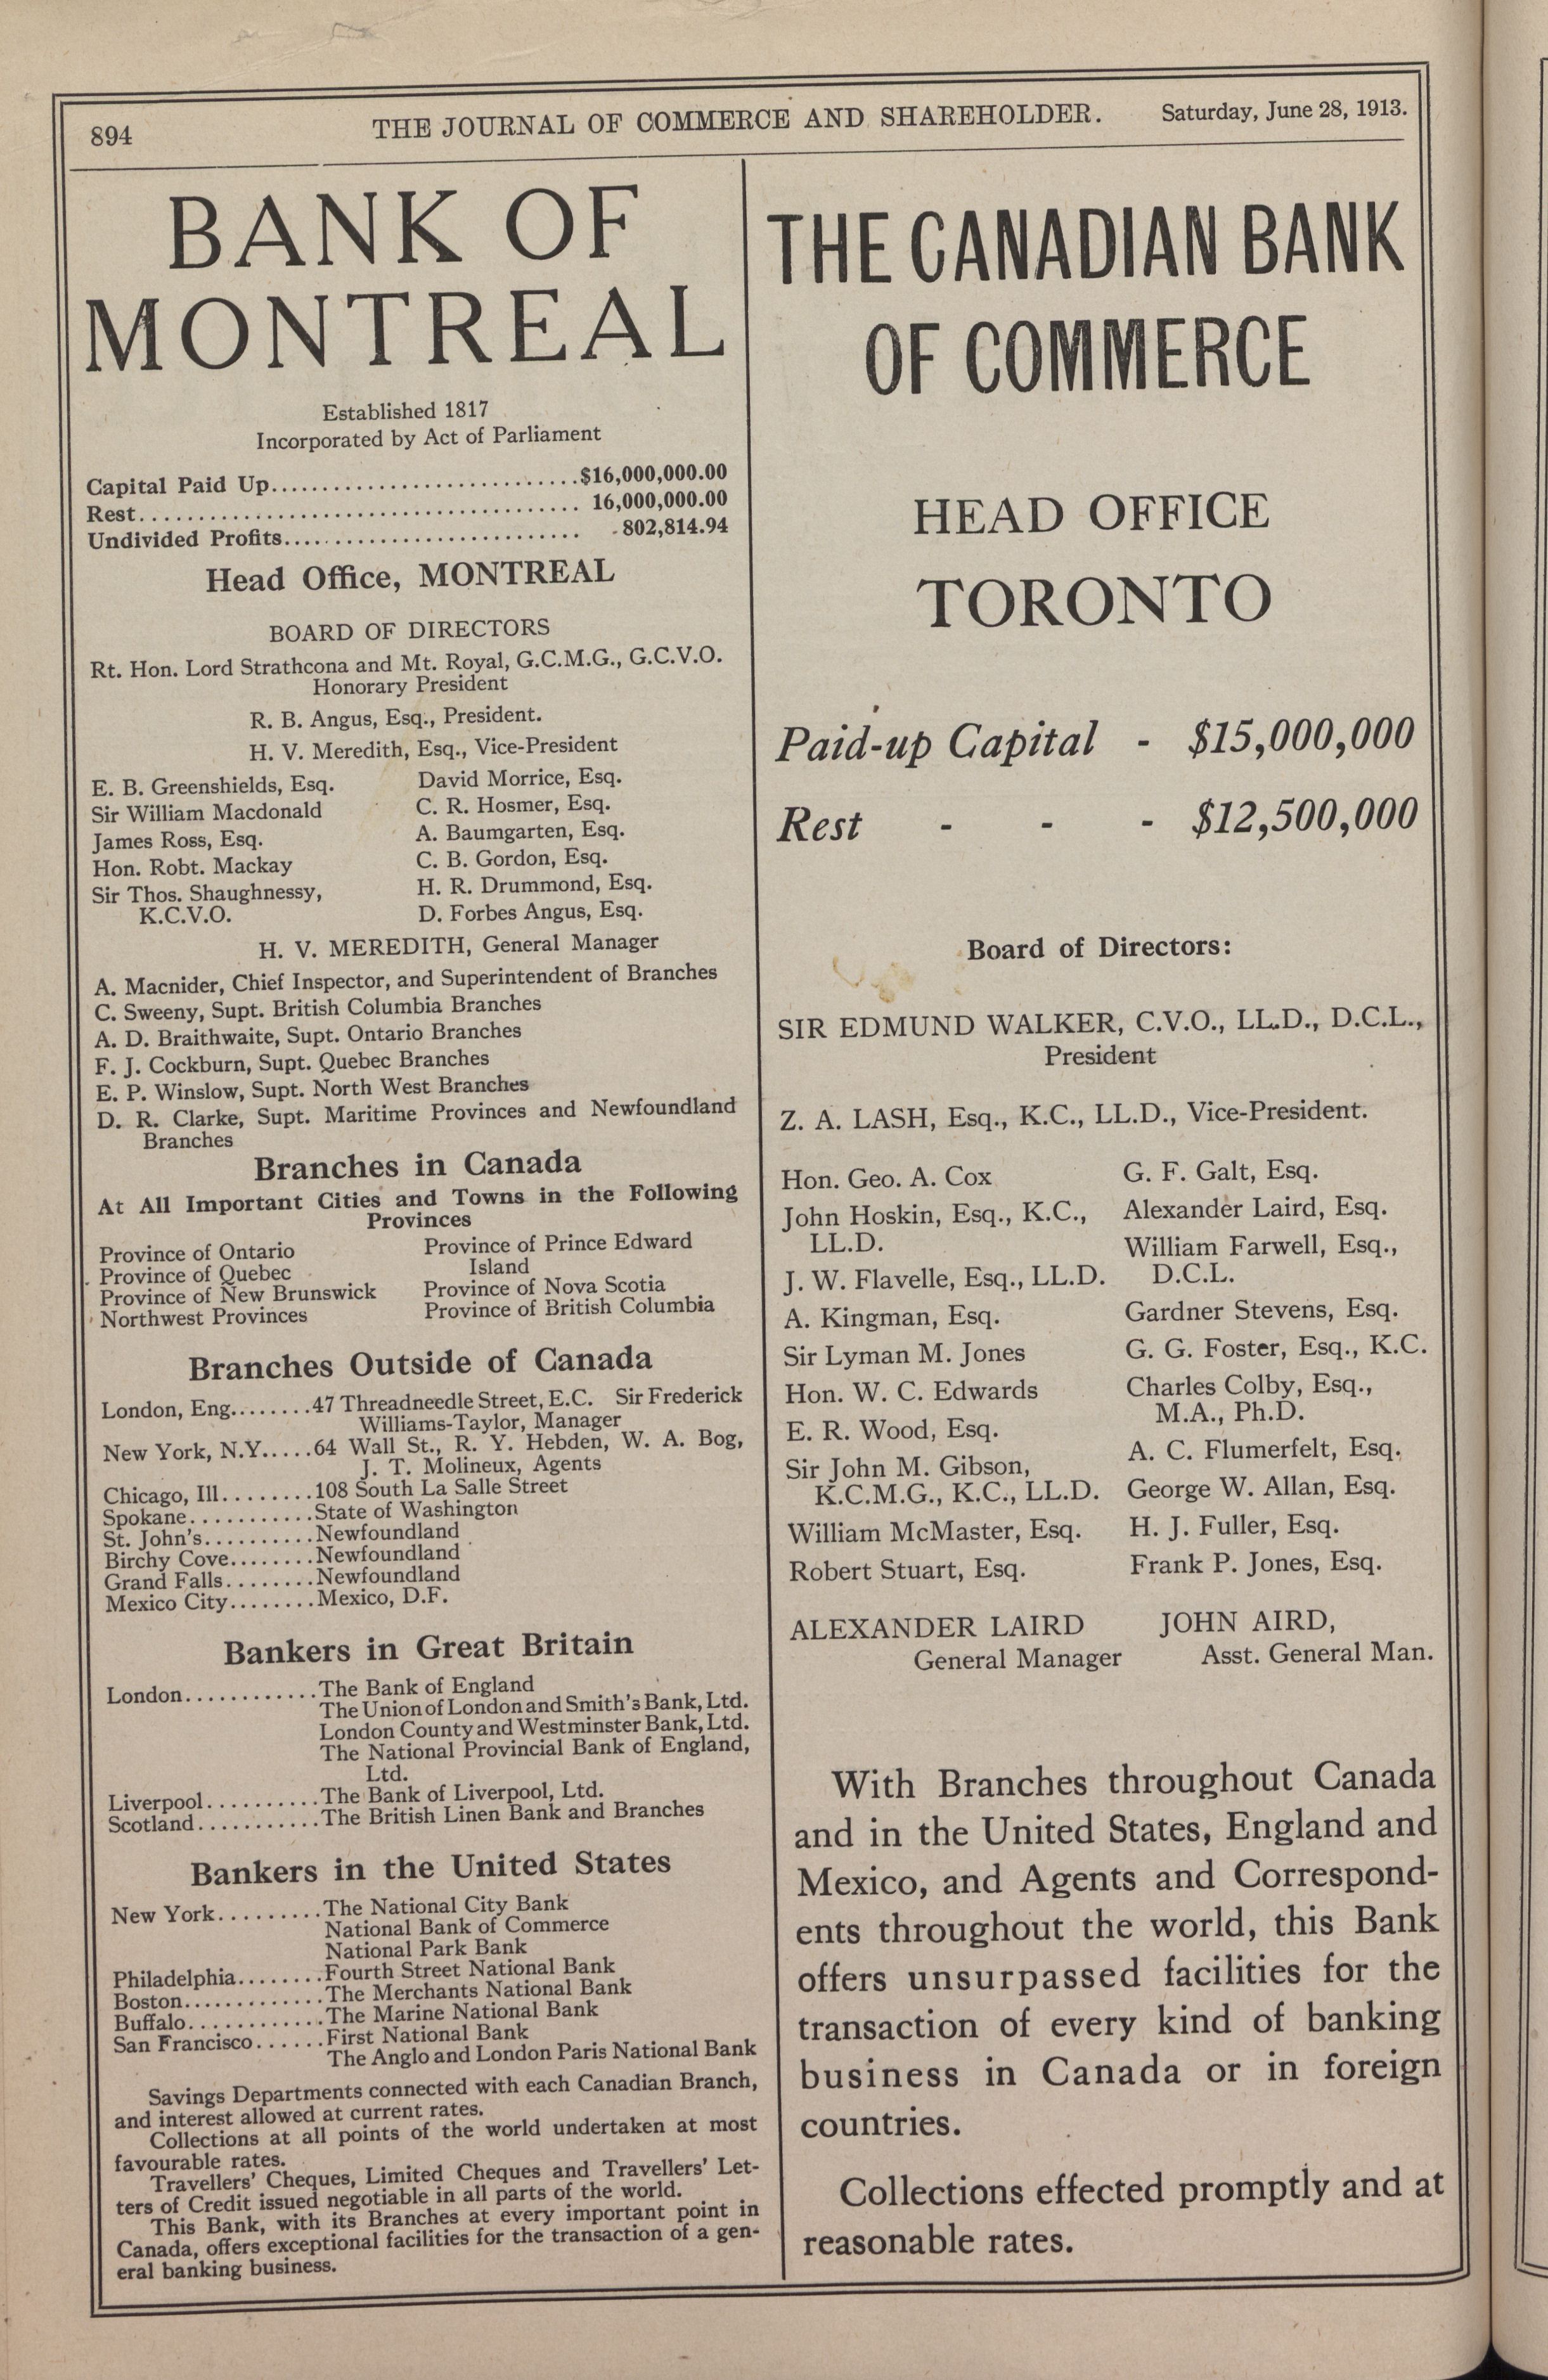 894
THE JOURNAL OF COMMERCE AND SHAREHOLDER.
Saturday, June 28, 1913.
BANK OF
MONTREAL
Established 1817
Incorporated by Act of Parliament
Capital Paid Up............................$16,000,000.00
Rest..................................... 16,000,000.00
Undivided Profits......................... 802,814.94
Head Office, MONTREAL
BOARD OF DIRECTORS
Rt. Hon. Lord Strathcona and Mt. Royal, G.C.M.G., G.C.V.O.
Honorary President
R. B. Angus, Esq., President.
H. V. Meredith, Esq., Vice-President
E. B. Greenshields, Esq.
Sir William Macdonald
James Ross, Esq.
Hon. Robt. Mackay
Sir Thos. Shaughnessy,
K.C.V.O.
David Morrice, Esq.
C. R. Hosmer, Esq.
A. Baumgarten, Esq.
C. B. Gordon, Esq.
H. R. Drummond, Esq.
D. Forbes Angus, Esq.
H. V. MEREDITH, General Manager
A. Macnider, Chief Inspector, and Superintendent of Branches
C. Sweeny, Supt. British Columbia Branches
A. D. Braithwaite, Supt. Ontario Branches
F. J. Cockburn, Supt. Quebec Branches
E. P. Winslow, Supt. North West Branches
D. R. Clarke, Supt. Maritime Provinces and Newfoundland
Branches
Branches in Canada
At All Important Cities and Towns in the Following
Provinces
Province of Ontario
Province of Quebec
Province of New Brunswick
Northwest Provinces
Province of Prince Edward
Island
Province of Nova Scotia
Province of British Columbia
Branches Outside of Canada
London, Eng........47 Threadneedle Street, E.C. Sir Frederick
Williams-Taylor, Manager
New York, N.Y.....64 Wall St., R. Y. Hebden, W. A. Bog,
J. T. Molineux, Agents
Chicago, Ill........108 South La Salle Street
Spokane...........State of Washington
St. John's..........Newfoundland
Birchy Cove........Newfoundland
Grand Falls........Newfoundland
Mexico City........Mexico, D.F.
Bankers in Great Britain
London............The Bank of England
The Union of London and Smith's Bank, Ltd.
London County and Westminster Bank, Ltd.
The National Provincial Bank of England,
Ltd.
Liverpool..........The Bank of Liverpool, Ltd.
Scotland...........The British Linen Bank and Branches
Bankers in the United States
New York.........The National City Bank
National Bank of Commerce
National Park Bank
Philadelphia........Fourth Street National Bank
Boston.............The Merchants National Bank
Buffalo............The Marine National Bank
San Francisco......First National Bank
The Anglo and London Paris National Bank
Savings Departments connected with each Canadian Branch,
and interest allowed at current rates.
Collections at all points of the world undertaken at most
favourable rates.
Travellers' Cheques, Limited Cheques and Travellers' Let-
ters of Credit issued negotiable in all parts of the world.
This Bank, with its Branches at every important point in
Canada, offers exceptional facilities for the transaction of a gen-
eral banking business.
THE CANADIAN BANK
OF COMMERCE
HEAD OFFICE
TORONTO
Paid-up Capital - $15,000,000
Rest - - - $12,500,000
Board of Directors:
SIR EDMUND WALKER, C.V.O., LL.D., D.C.L.,
President
Z. A. LASH, Esq., K.C., LL.D., Vice-President.
Hon. Geo. A. Cox
John Hoskin, Esq., K.C.,
LL.D.
J. W. Flavelle, Esq., LL.D.
A. Kingman, Esq.
Sir Lyman M. Jones
Hon. W. C. Edwards
E. R. Wood, Esq.
Sir John M. Gibson,
K.C.M.G., K.C., LL.D.
William McMaster, Esq.
Robert Stuart, Esq.
G. F. Galt, Esq.
Alexander Laird, Esq.
William Farwell, Esq.,
D.C.L.
Gardner Stevens, Esq.
G. G. Foster, Esq., K.C.
Charles Colby, Esq.,
M.A., Ph.D.
A. C. Flumerfelt, Esq.
George W. Allan, Esq.
H. J. Fuller, Esq.
Frank P. Jones, Esq.
ALEXANDER LAIRD
General Manager
JOHN AIRD,
Asst. General Man.
With Branches throughout Canada
and in the United States, England and
Mexico, and Agents and Correspond-
ents throughout the world, this Bank
offers unsurpassed facilities for the
transaction of every kind of banking
business in Canada or in foreign
countries.
Collections effected promptly and at
reasonable rates.